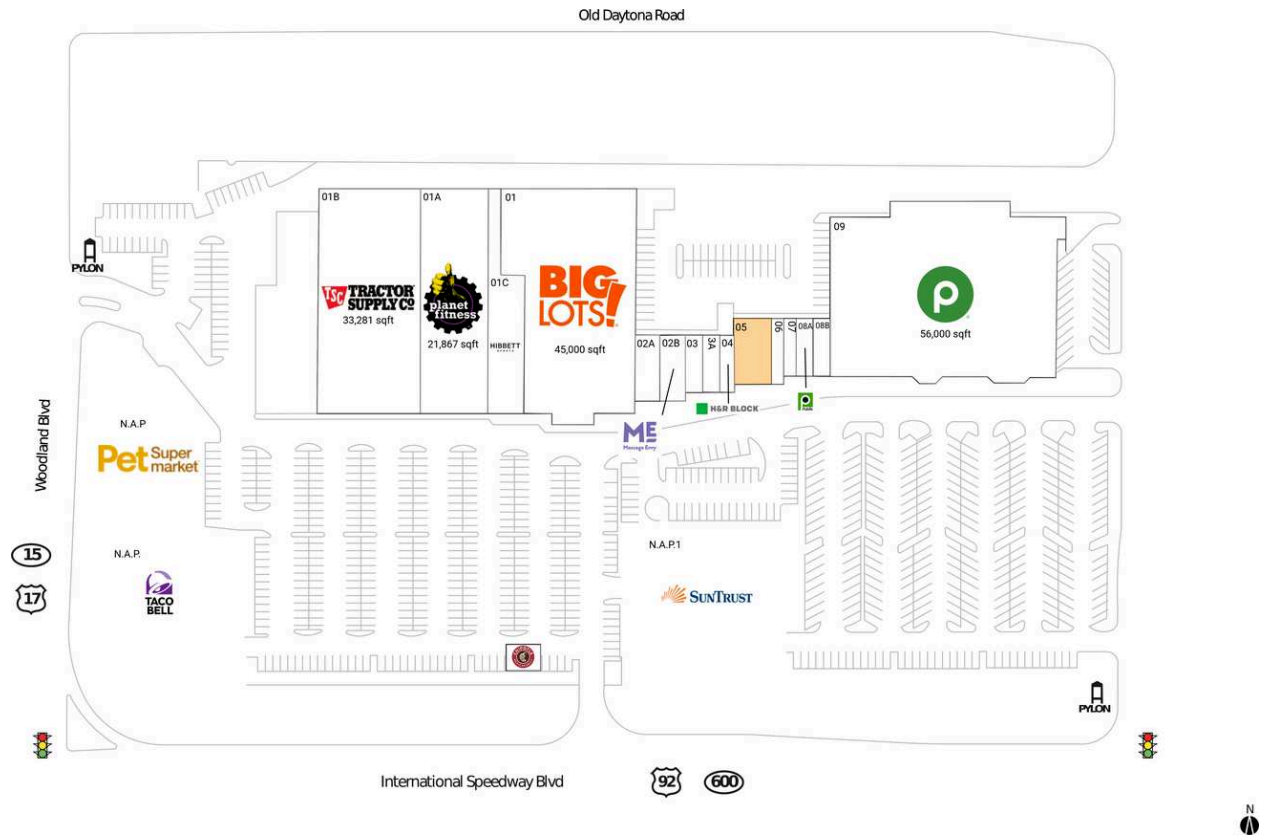 Old Daytona Road
01B
01A
01
09
PYLON
01C
TSC TRACTOR
SUPPLY CO
33,281 sqft
planet
fitness
21,867 sqft
BIG
LOTS!
45,000 sqft
HIBBETT
SPORTS
P
56,000 sqft
02A
02B
03
3A
04
05
06
07
08A
08B
H&R BLOCK
ME
Massage Envy
Woodland Blvd
N.A.P
Pet Super
market
15
17
N.A.P.
TACO
BELL
N.A.P.1
SUNTRUST
PYLON
International Speedway Blvd
92
600
N